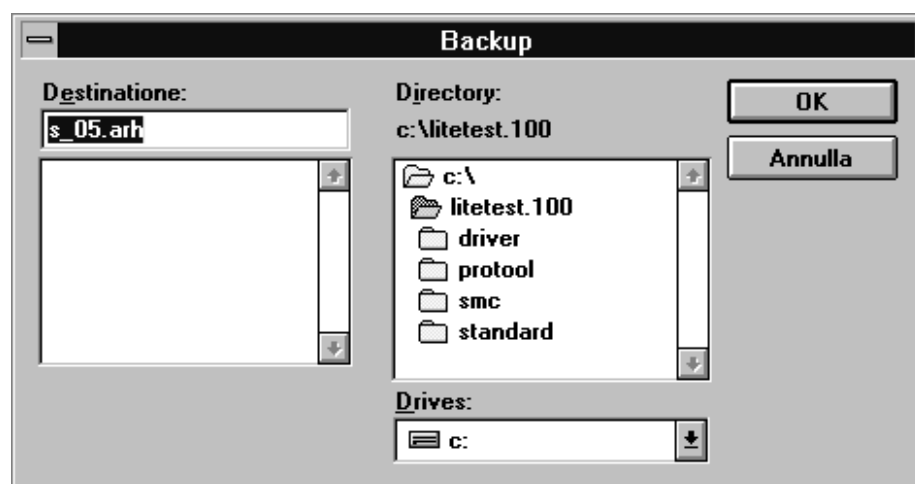 Backup
Destinatione:
s_05.arh
Directory:
c:\litetest.100
c:\
litetest.100
driver
protool
smc
standard
Drives:
c:
OK
Annulla